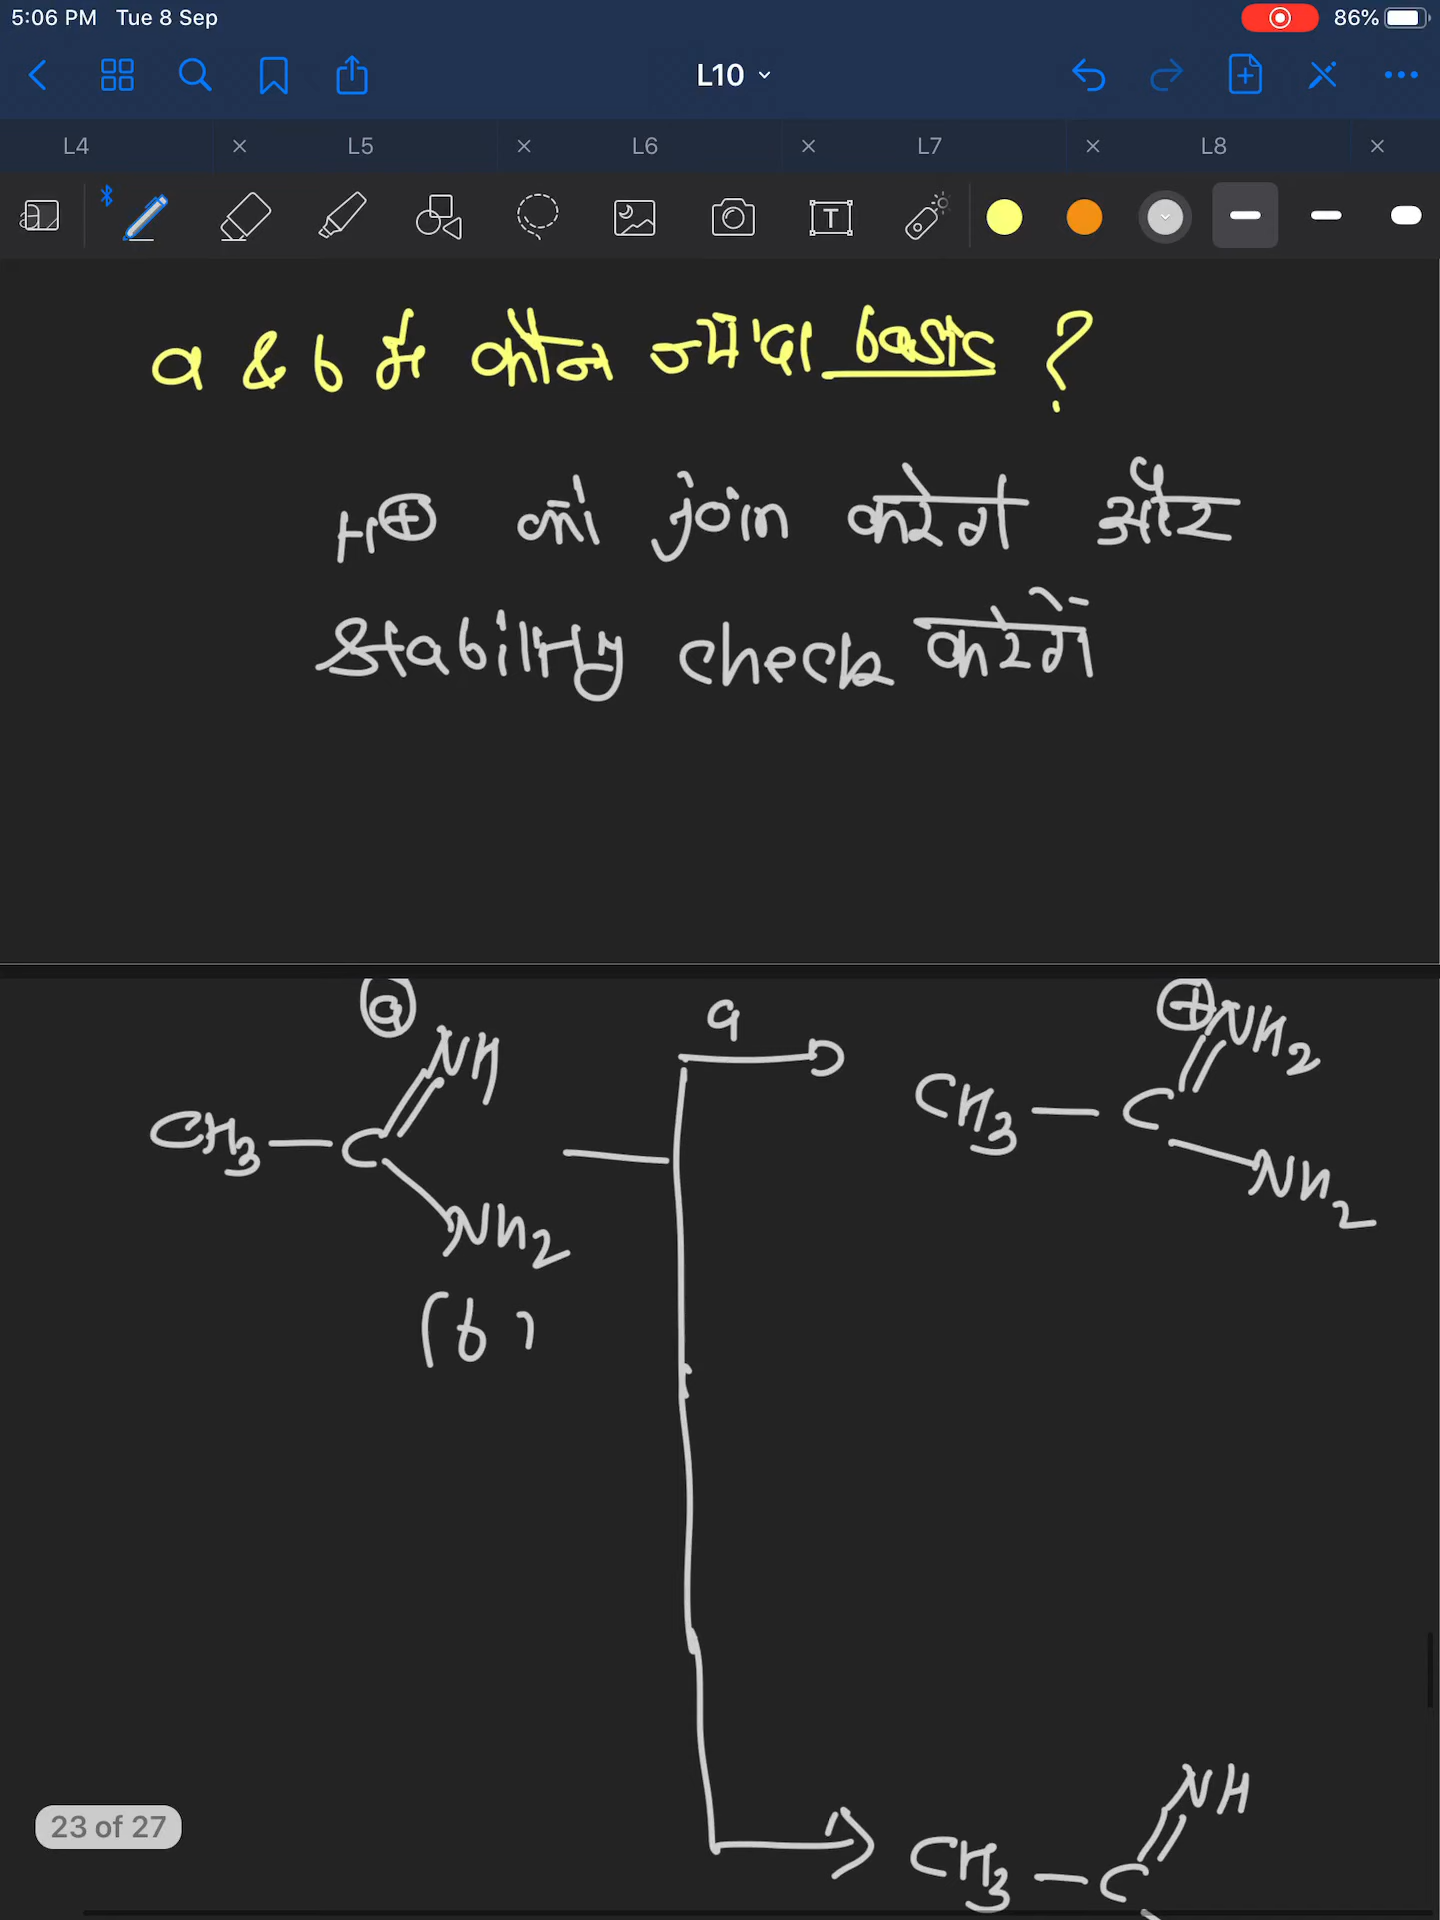 5:06 PM Tue 8 Sep 86%
L10
L4 L5 L6 L7 L8
a & b में कौन ज्यादा basic ?
H⊕ को join करेगें और
Stability check करेगें
a
NH
CH3—C
NH2
(b)
a
⊕NH2
CH3—C
NH2
NH
CH3—C
23 of 27